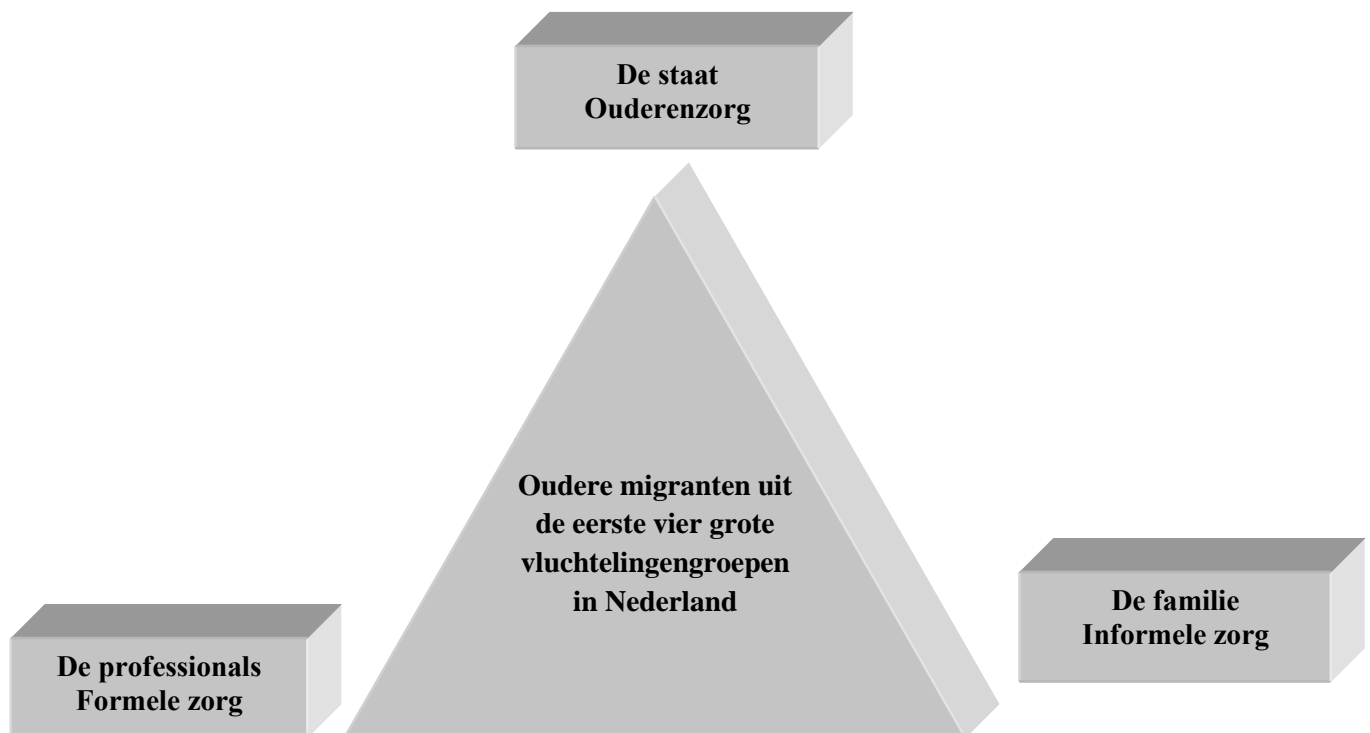 De staat
Ouderenzorg
Oudere migranten uit
de eerste vier grote
vluchtelingengroepen
in Nederland
De familie
Informele zorg
De professionals
Formele zorg